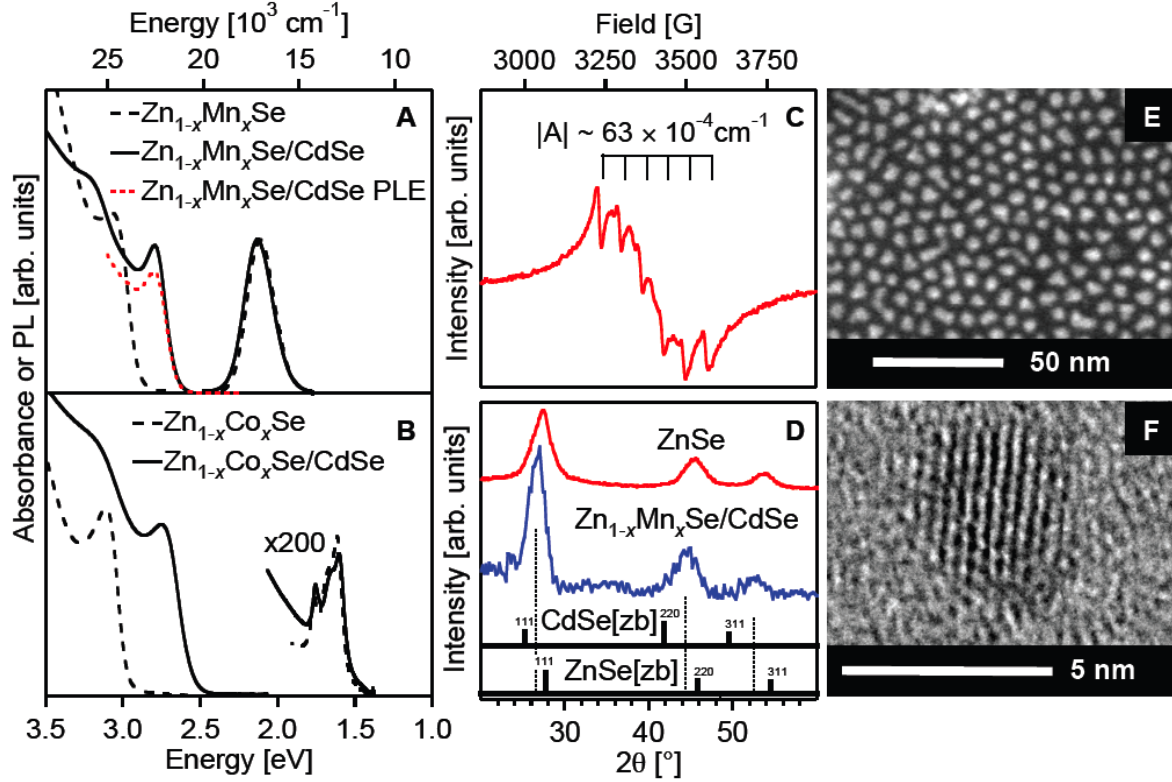 Energy [10³ cm⁻¹]
25 20 15 10
Zn₁₋ₓMnₓSe
Zn₁₋ₓMnₓSe/CdSe
Zn₁₋ₓMnₓSe/CdSe PLE
A
Absorbance or PL [arb. units]
Zn₁₋ₓCoₓSe
Zn₁₋ₓCoₓSe/CdSe
B
x200
3.5 3.0 2.5 2.0 1.5 1.0
Energy [eV]
Field [G]
3000 3250 3500 3750
C
|A| ~ 63 × 10⁻⁴cm⁻¹
Intensity [arb. units]
D
ZnSe
Zn₁₋ₓMnₓSe/CdSe
Intensity [arb. units]
111 CdSe[zb] 220 311
111 ZnSe[zb] 220 311
30 40 50
2θ [°]
E
50 nm
F
5 nm